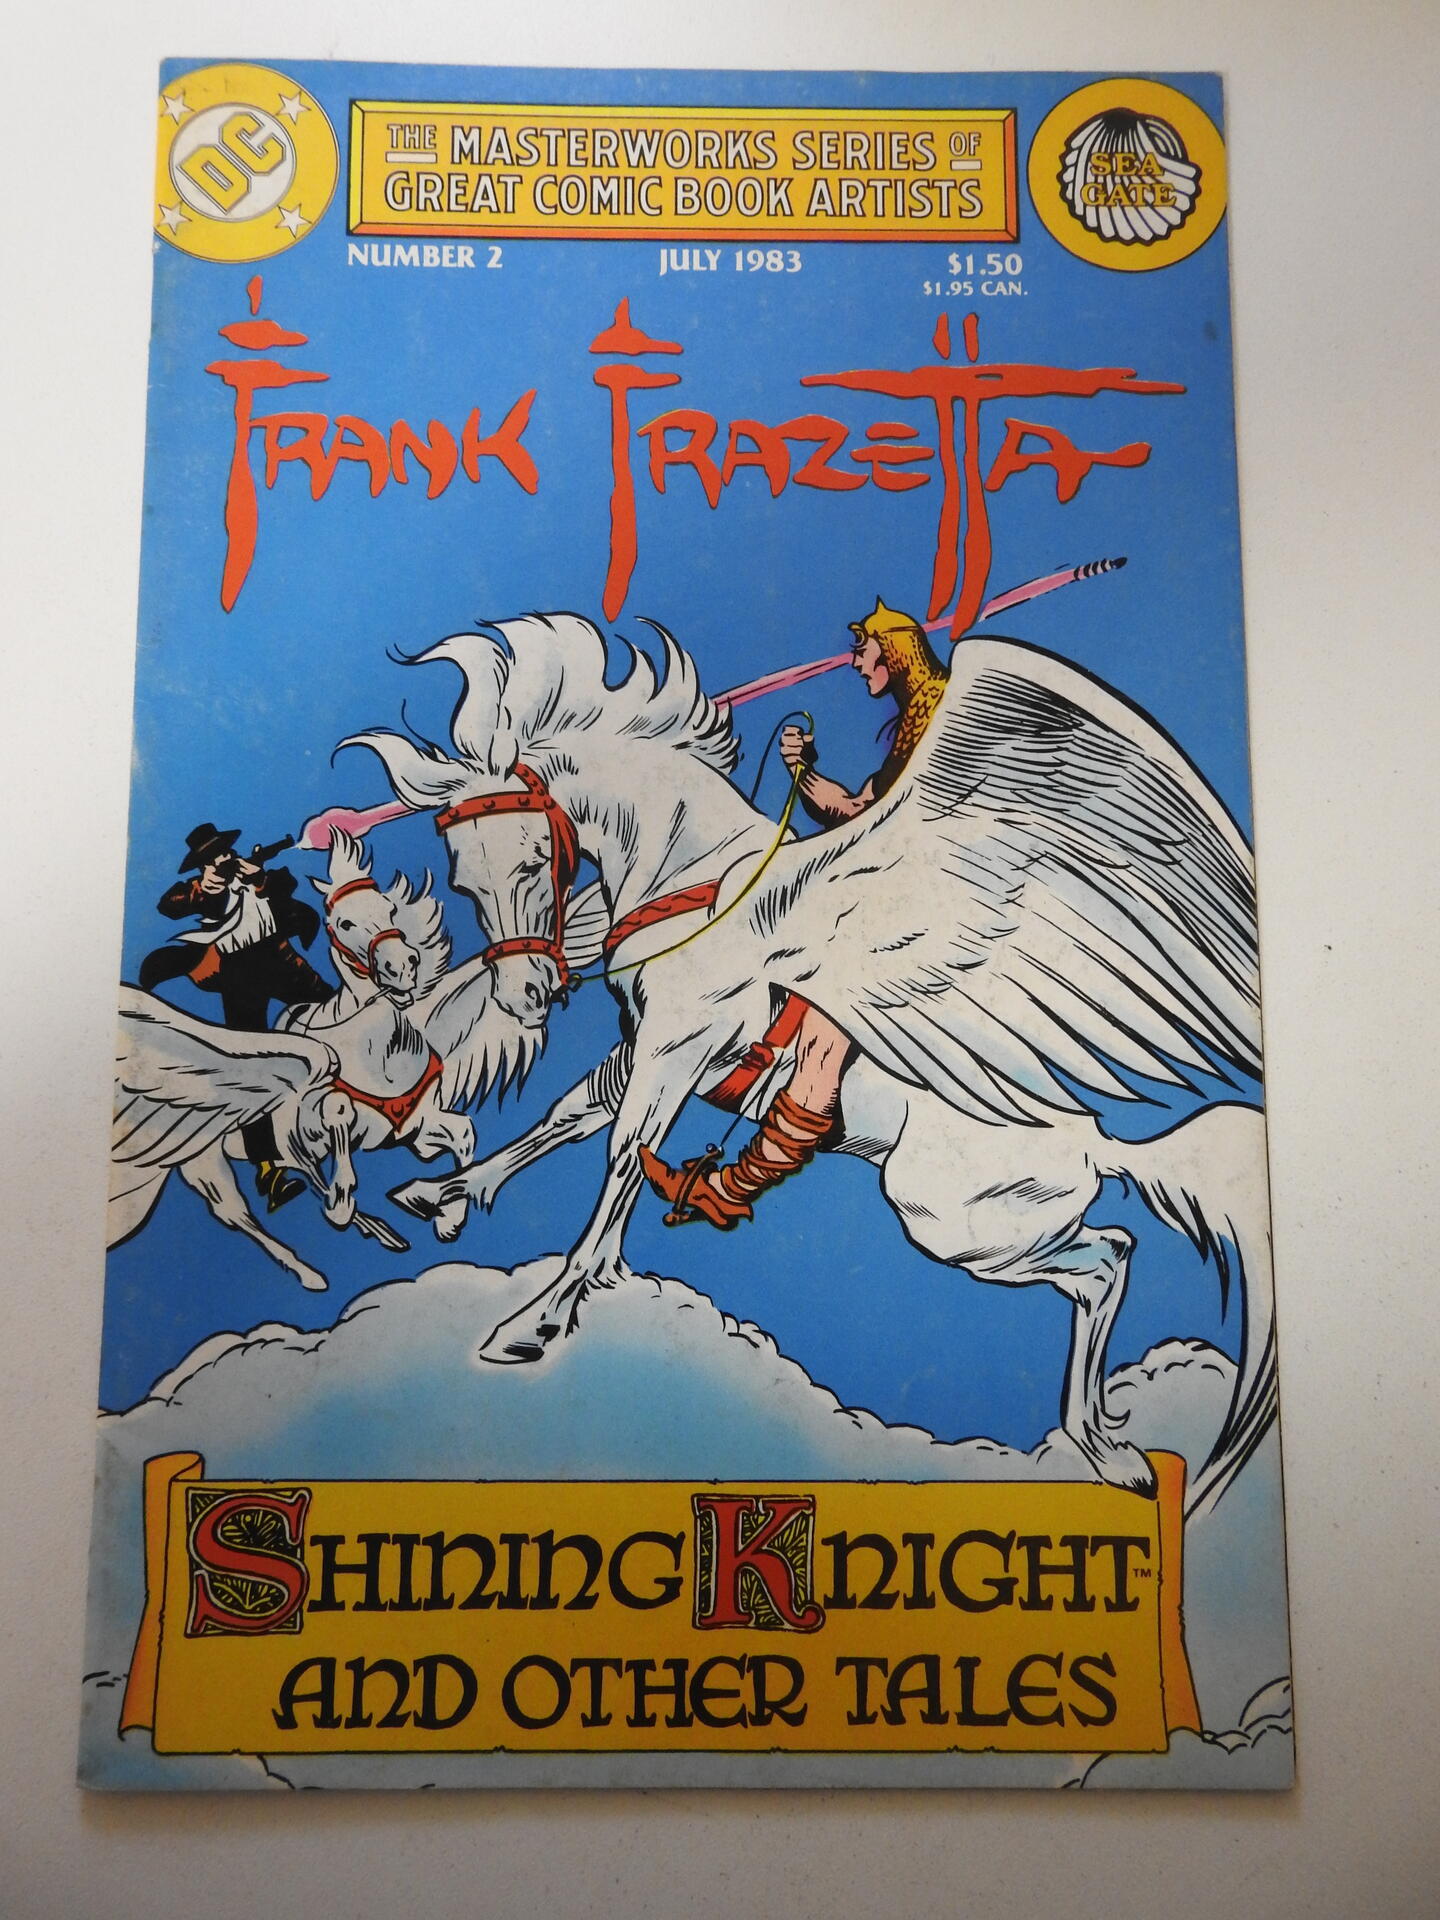 DC
THE MASTERWORKS SERIES OF
GREAT COMIC BOOK ARTISTS
SEA
GATE
NUMBER 2 JULY 1983 $1.50
$1.95 CAN.
FRANK FRAZETTA
SHINING KNIGHT™
AND OTHER TALES